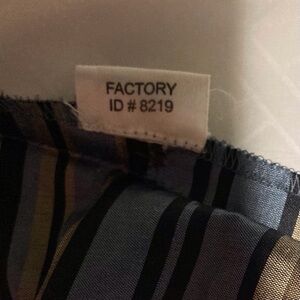 FACTORY
ID # 8219